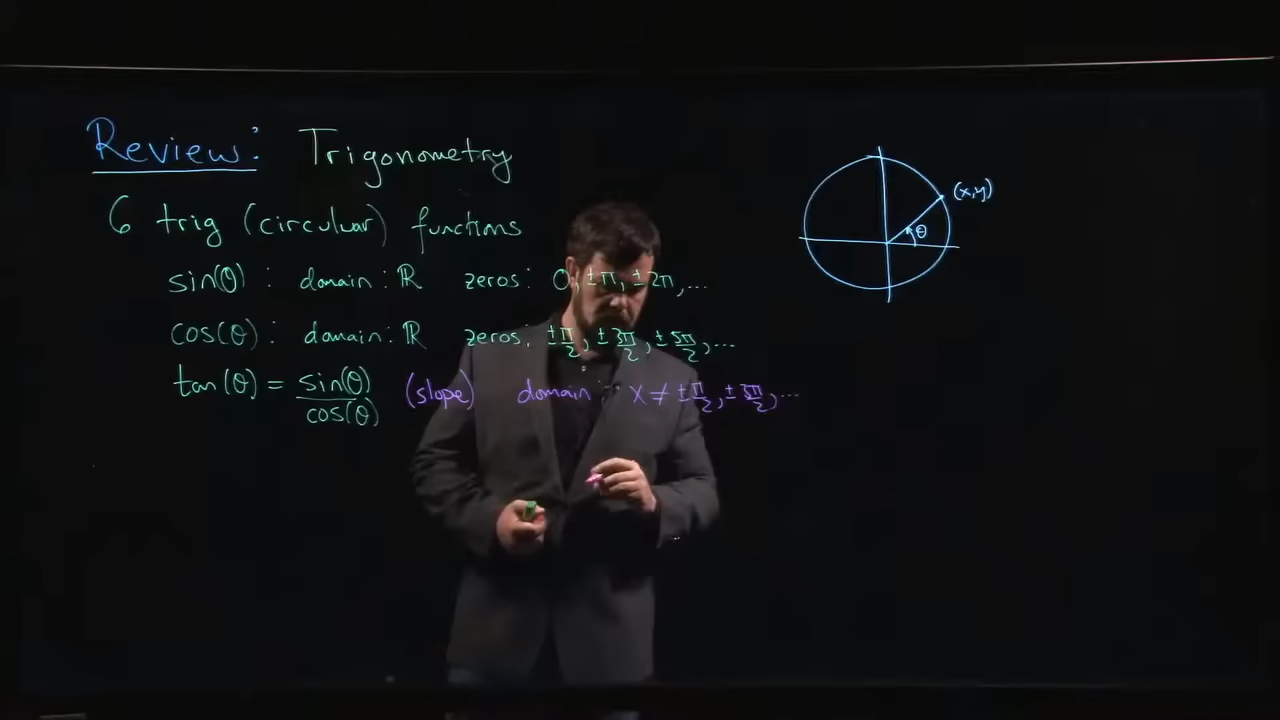 Review: Trigonometry
6 trig (circular) functions
sin(θ) : domain: ℝ zeros: 0, ±π, ±2π, ...
cos(θ) : domain: ℝ zeros: ±π/2, ±3π/2, ±5π/2, ...
tan(θ) = sin(θ)/cos(θ) (slope) domain : x ≠ ±π/2, ±3π/2, ...
(x,y)
θ